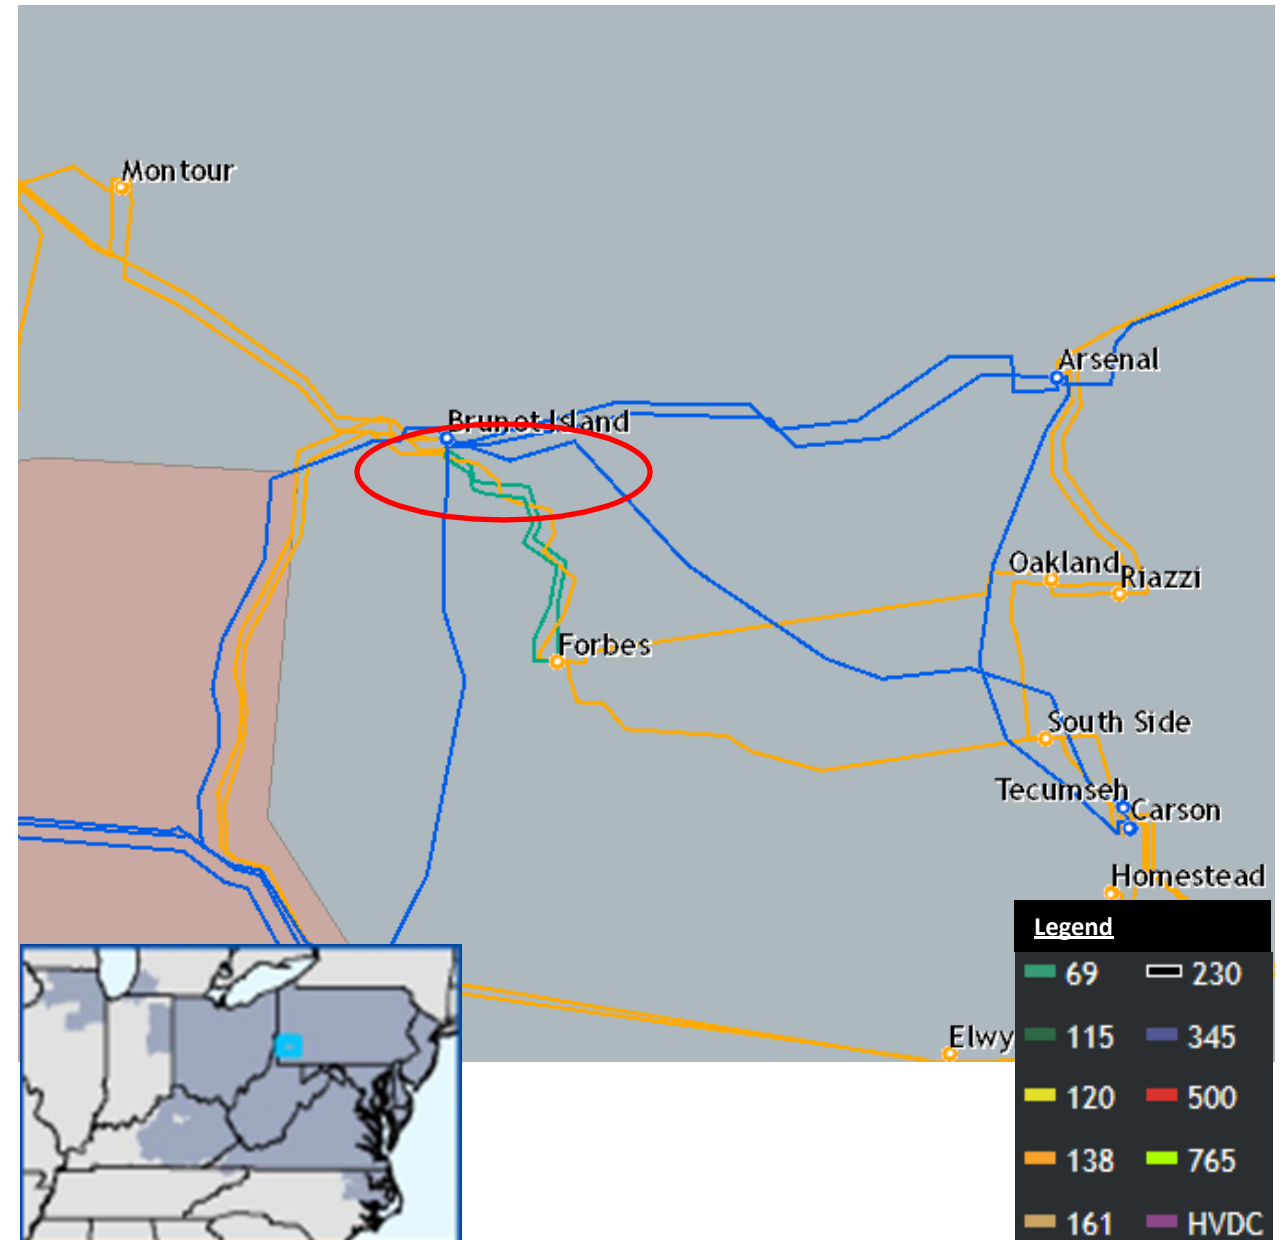 Montour
Arsenal
Brunot Island
Oakland
Riazzi
Forbes
South Side
Tecumseh
Carson
Homestead
Legend
69 230
115 345
Elwy
120 500
138 765
161 HVDC